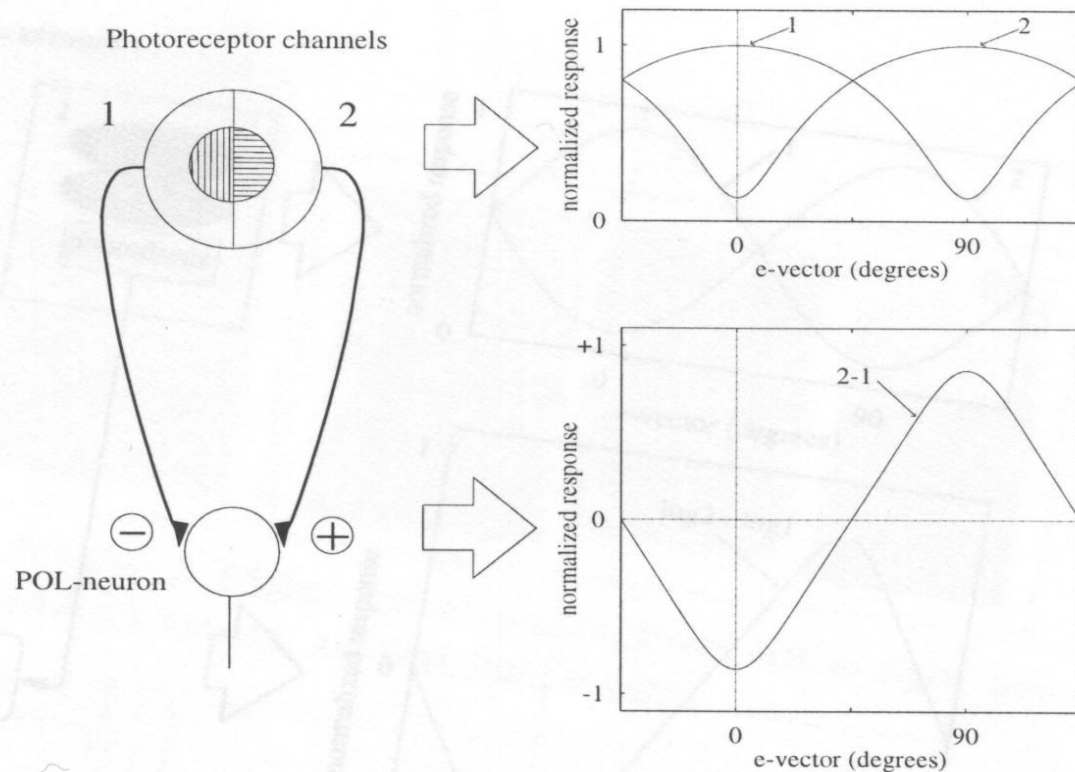 Photoreceptor channels
1 2
− +
POL-neuron
1 2
1
normalized response
0
0 90
e-vector (degrees)
+1
2-1
normalized response
0
-1
0 90
e-vector (degrees)